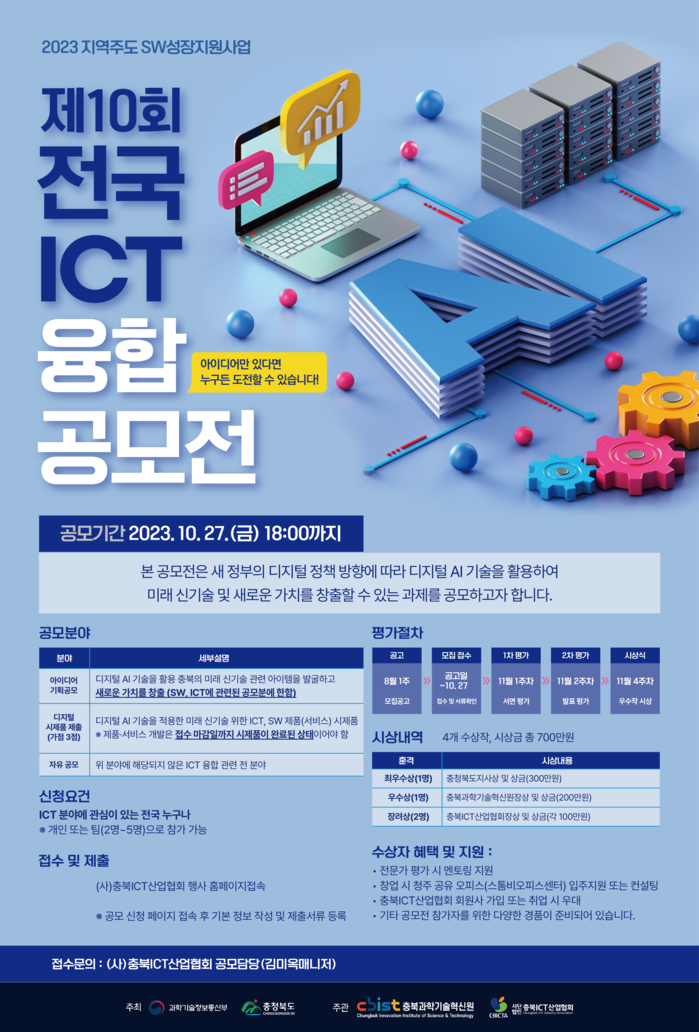 2023 지역주도 SW성장지원사업
제10회
전국
ICT
융합
공모전
아이디어만 있다면
누구든 도전할 수 있습니다!
AI
공모기간 2023. 10. 27.(금) 18:00까지
본 공모전은 새 정부의 디지털 정책 방향에 따라 디지털 AI 기술을 활용하여
미래 신기술 및 새로운 가치를 창출할 수 있는 과제를 공모하고자 합니다.
공모분야
분야 세부설명
아이디어
기획공모
디지털 AI 기술을 활용 충북의 미래 신기술 관련 아이템을 발굴하고
새로운 가치를 창출 (SW, ICT에 관련된 공모분에 한함)
디지털
시제품 제출
(가점 3점)
디지털 AI 기술을 적용한 미래 신기술 위한 ICT, SW 제품(서비스) 시제품
※ 제품·서비스 개발은 접수 마감일까지 시제품이 완료된 상태이어야 함
자유 공모 위 분야에 해당되지 않은 ICT 융합 관련 전 분야
신청요건
ICT 분야에 관심이 있는 전국 누구나
※ 개인 또는 팀(2명~5명)으로 참가 가능
접수 및 제출
(사)충북ICT산업협회 행사 홈페이지접속
※ 공모 신청 페이지 접속 후 기본 정보 작성 및 제출서류 등록
평가절차
공고 모집 접수 1차 평가 2차 평가 시상식
8월 1주 » 공고일 ~10. 27 » 11월 1주차 » 11월 2주차 » 11월 4주차
모집공고 접수 및 서류확인 서면 평가 발표 평가 우수작 시상
시상내역 4개 수상작, 시상금 총 700만원
훈격 시상내용
최우수상(1명) 충청북도지사상 및 상금(300만원)
우수상(1명) 충북과학기술혁신원장상 및 상금(200만원)
장려상(2명) 충북ICT산업협회장상 및 상금(각 100만원)
수상자 혜택 및 지원 :
• 전문가 평가 시 멘토링 지원
• 창업 시 청주 공유 오피스(스톰비오피스센터) 입주지원 또는 컨설팅
• 충북ICT산업협회 회원사 가입 또는 취업 시 우대
• 기타 공모전 참가자를 위한 다양한 경품이 준비되어 있습니다.
접수문의 : (사)충북ICT산업협회 공모담당(김미옥매니저)
주최 과학기술정보통신부 충청북도 CHUNGCHEONGBUK-DO 주관 cbist 충북과학기술혁신원 Chungbuk Innovation Institute of Science & Technology CBICTA 사단법인 충북ICT산업협회